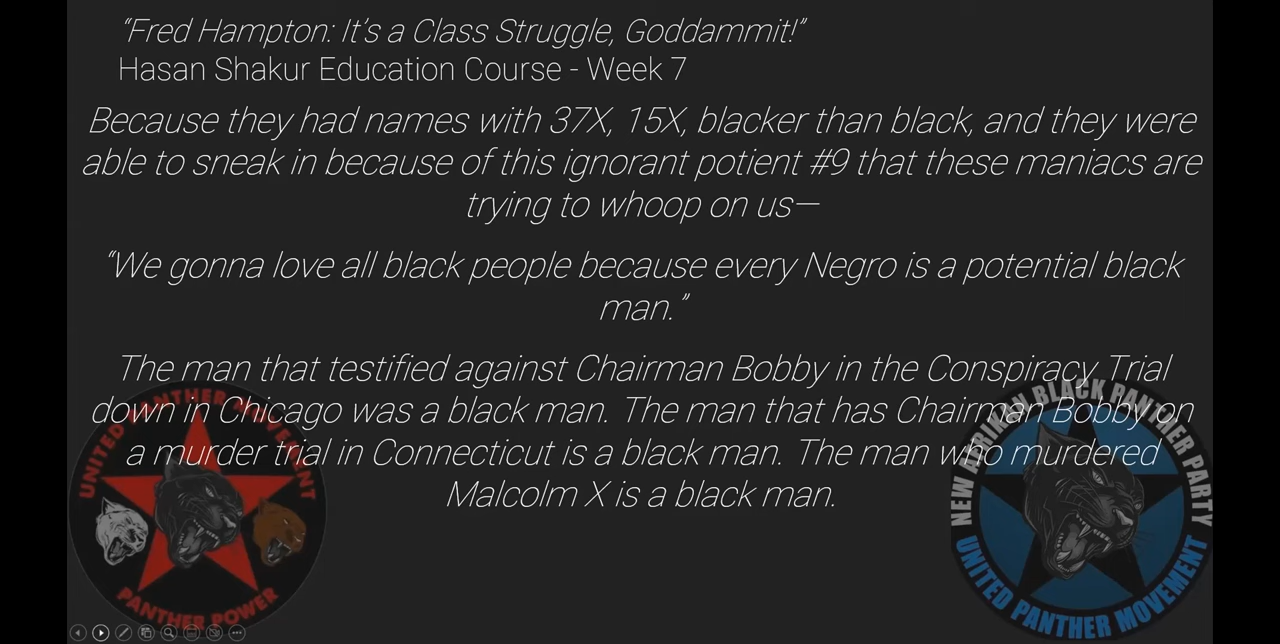 “Fred Hampton: It’s a Class Struggle, Goddammit!”
Hasan Shakur Education Course - Week 7
Because they had names with 37X, 15X, blacker than black, and they were
able to sneak in because of this ignorant potient #9 that these maniacs are
trying to whoop on us—
“We gonna love all black people because every Negro is a potential black
man.”
The man that testified against Chairman Bobby in the Conspiracy Trial
down in Chicago was a black man. The man that has Chairman Bobby on
a murder trial in Connecticut is a black man. The man who murdered
Malcolm X is a black man.
UNITED PANTHER MOVEMENT
PANTHER POWER
NEW AFRIKAN BLACK PANTHER PARTY
UNITED PANTHER MOVEMENT